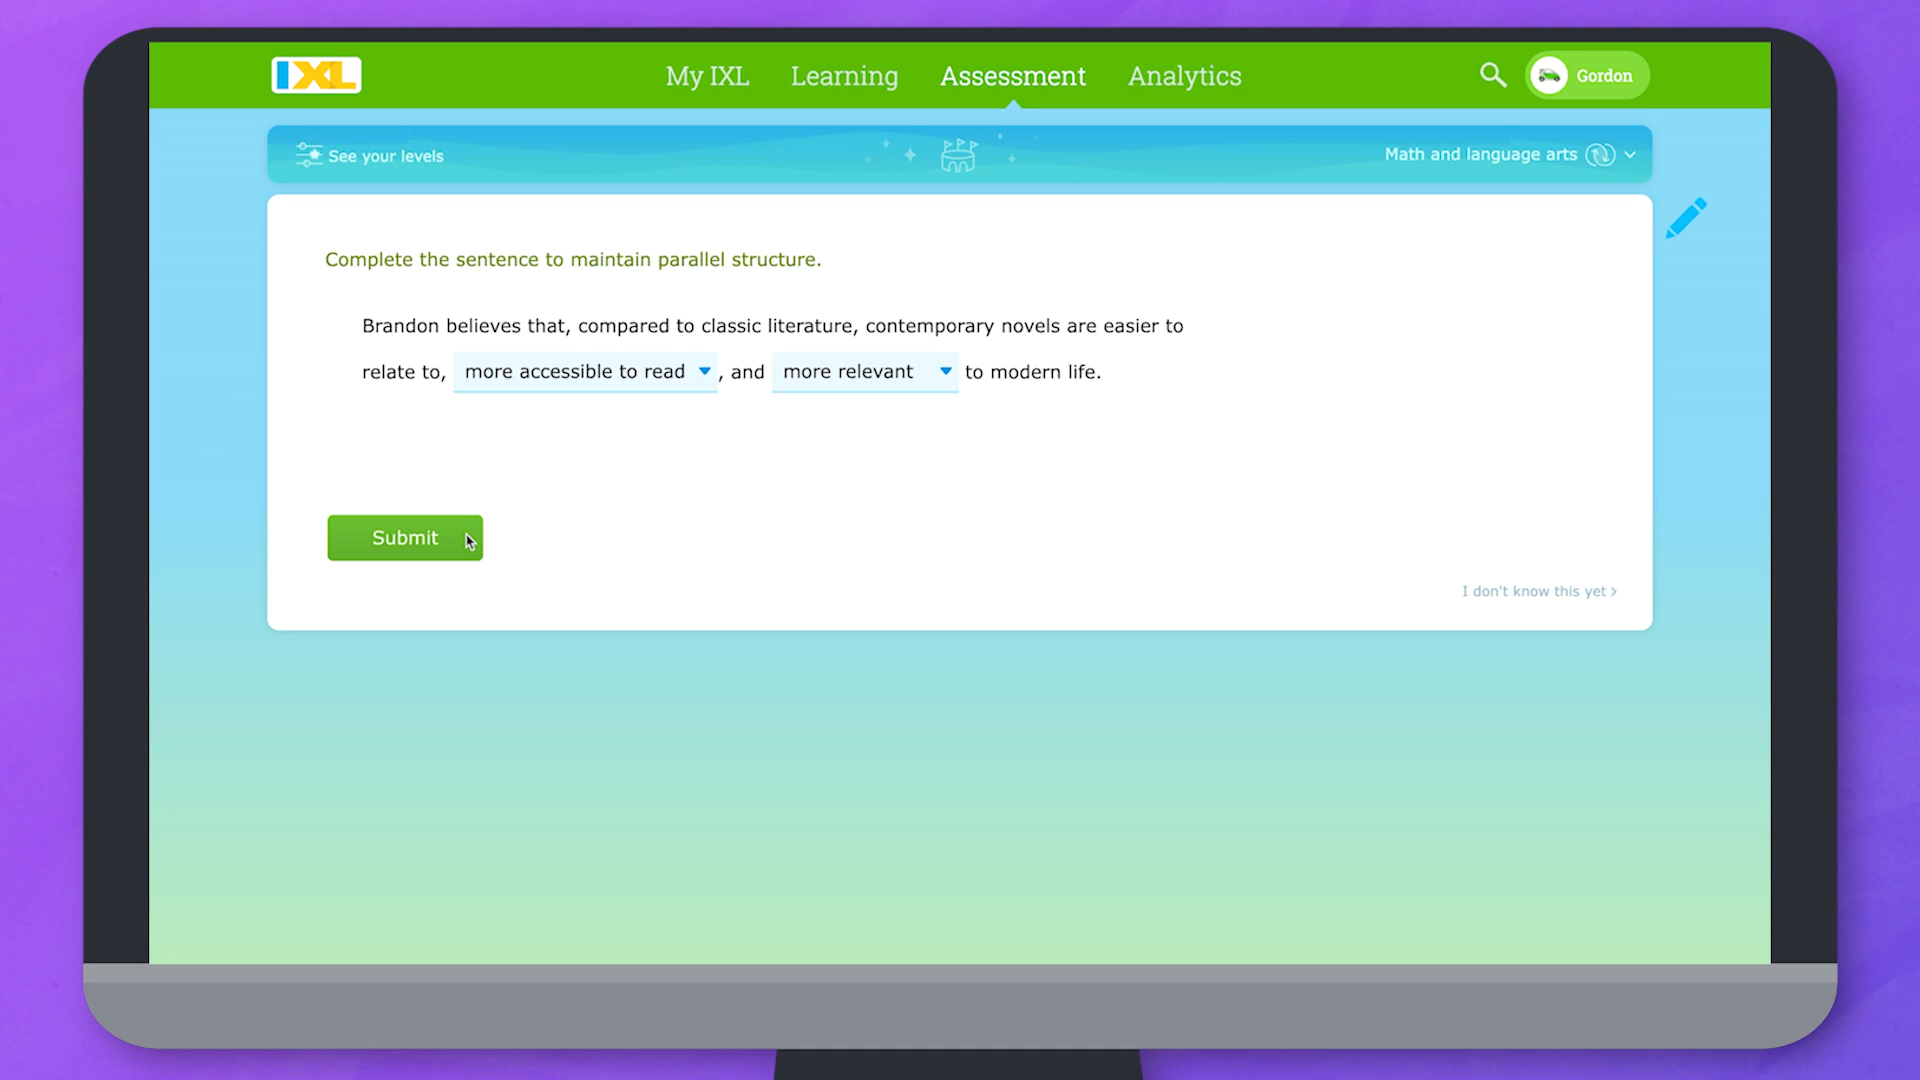 IXL
My IXL
Learning
Assessment
Analytics
Gordon
See your levels
Math and language arts
Complete the sentence to maintain parallel structure.
Brandon believes that, compared to classic literature, contemporary novels are easier to
relate to, more accessible to read , and more relevant to modern life.
Submit
I don't know this yet